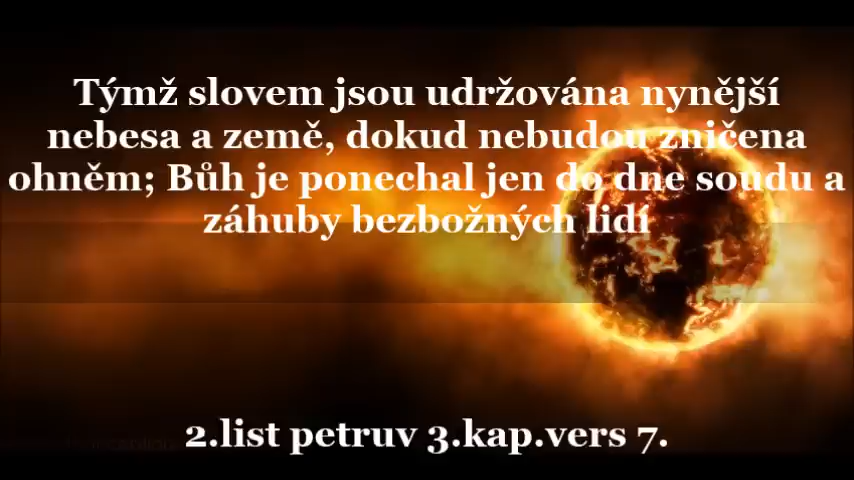 Týmž slovem jsou udržována nynější
nebesa a země, dokud nebudou zničena
ohněm; Bůh je ponechal jen do dne soudu a
záhuby bezbožných lidí
2.list petruv 3.kap.vers 7.